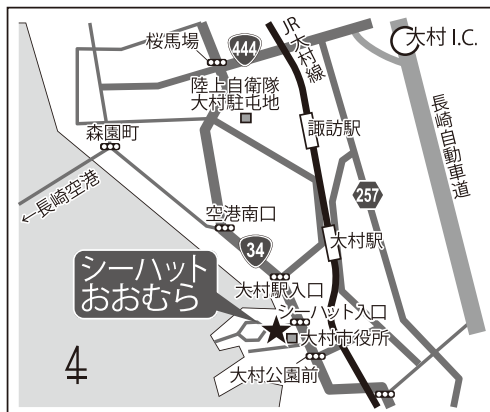 桜馬場
444
JR大村線
大村 I.C.
陸上自衛隊
大村駐屯地
諏訪駅
長崎自動車道
森園町
←長崎空港
257
空港南口
34
大村駅
シーハット
おおむら
大村駅入口
シーハット入口
大村市役所
大村公園前